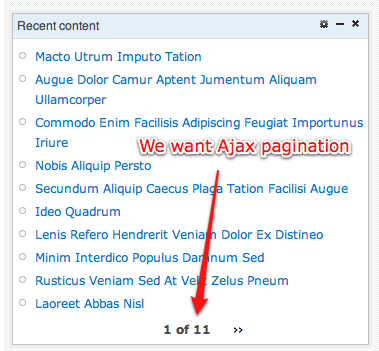 Recent content
Macto Utrum Imputo Tation
Augue Dolor Camur Aptent Jumentum Aliquam
Ullamcorper
Commodo Enim Facilisis Adipiscing Feugiat Importunus
Iriure
We want Ajax pagination
Nobis Aliquip Persto
Secundum Aliquip Caecus Plaga Tation Facilisi Augue
Ideo Quadrum
Lenis Refero Hendrerit Veniam Dolor Ex Distineo
Minim Interdico Populus Damnum Sed
Rusticus Veniam Sed At Velit Zelus Pneum
Laoreet Abbas Nisl
1 of 11 ››